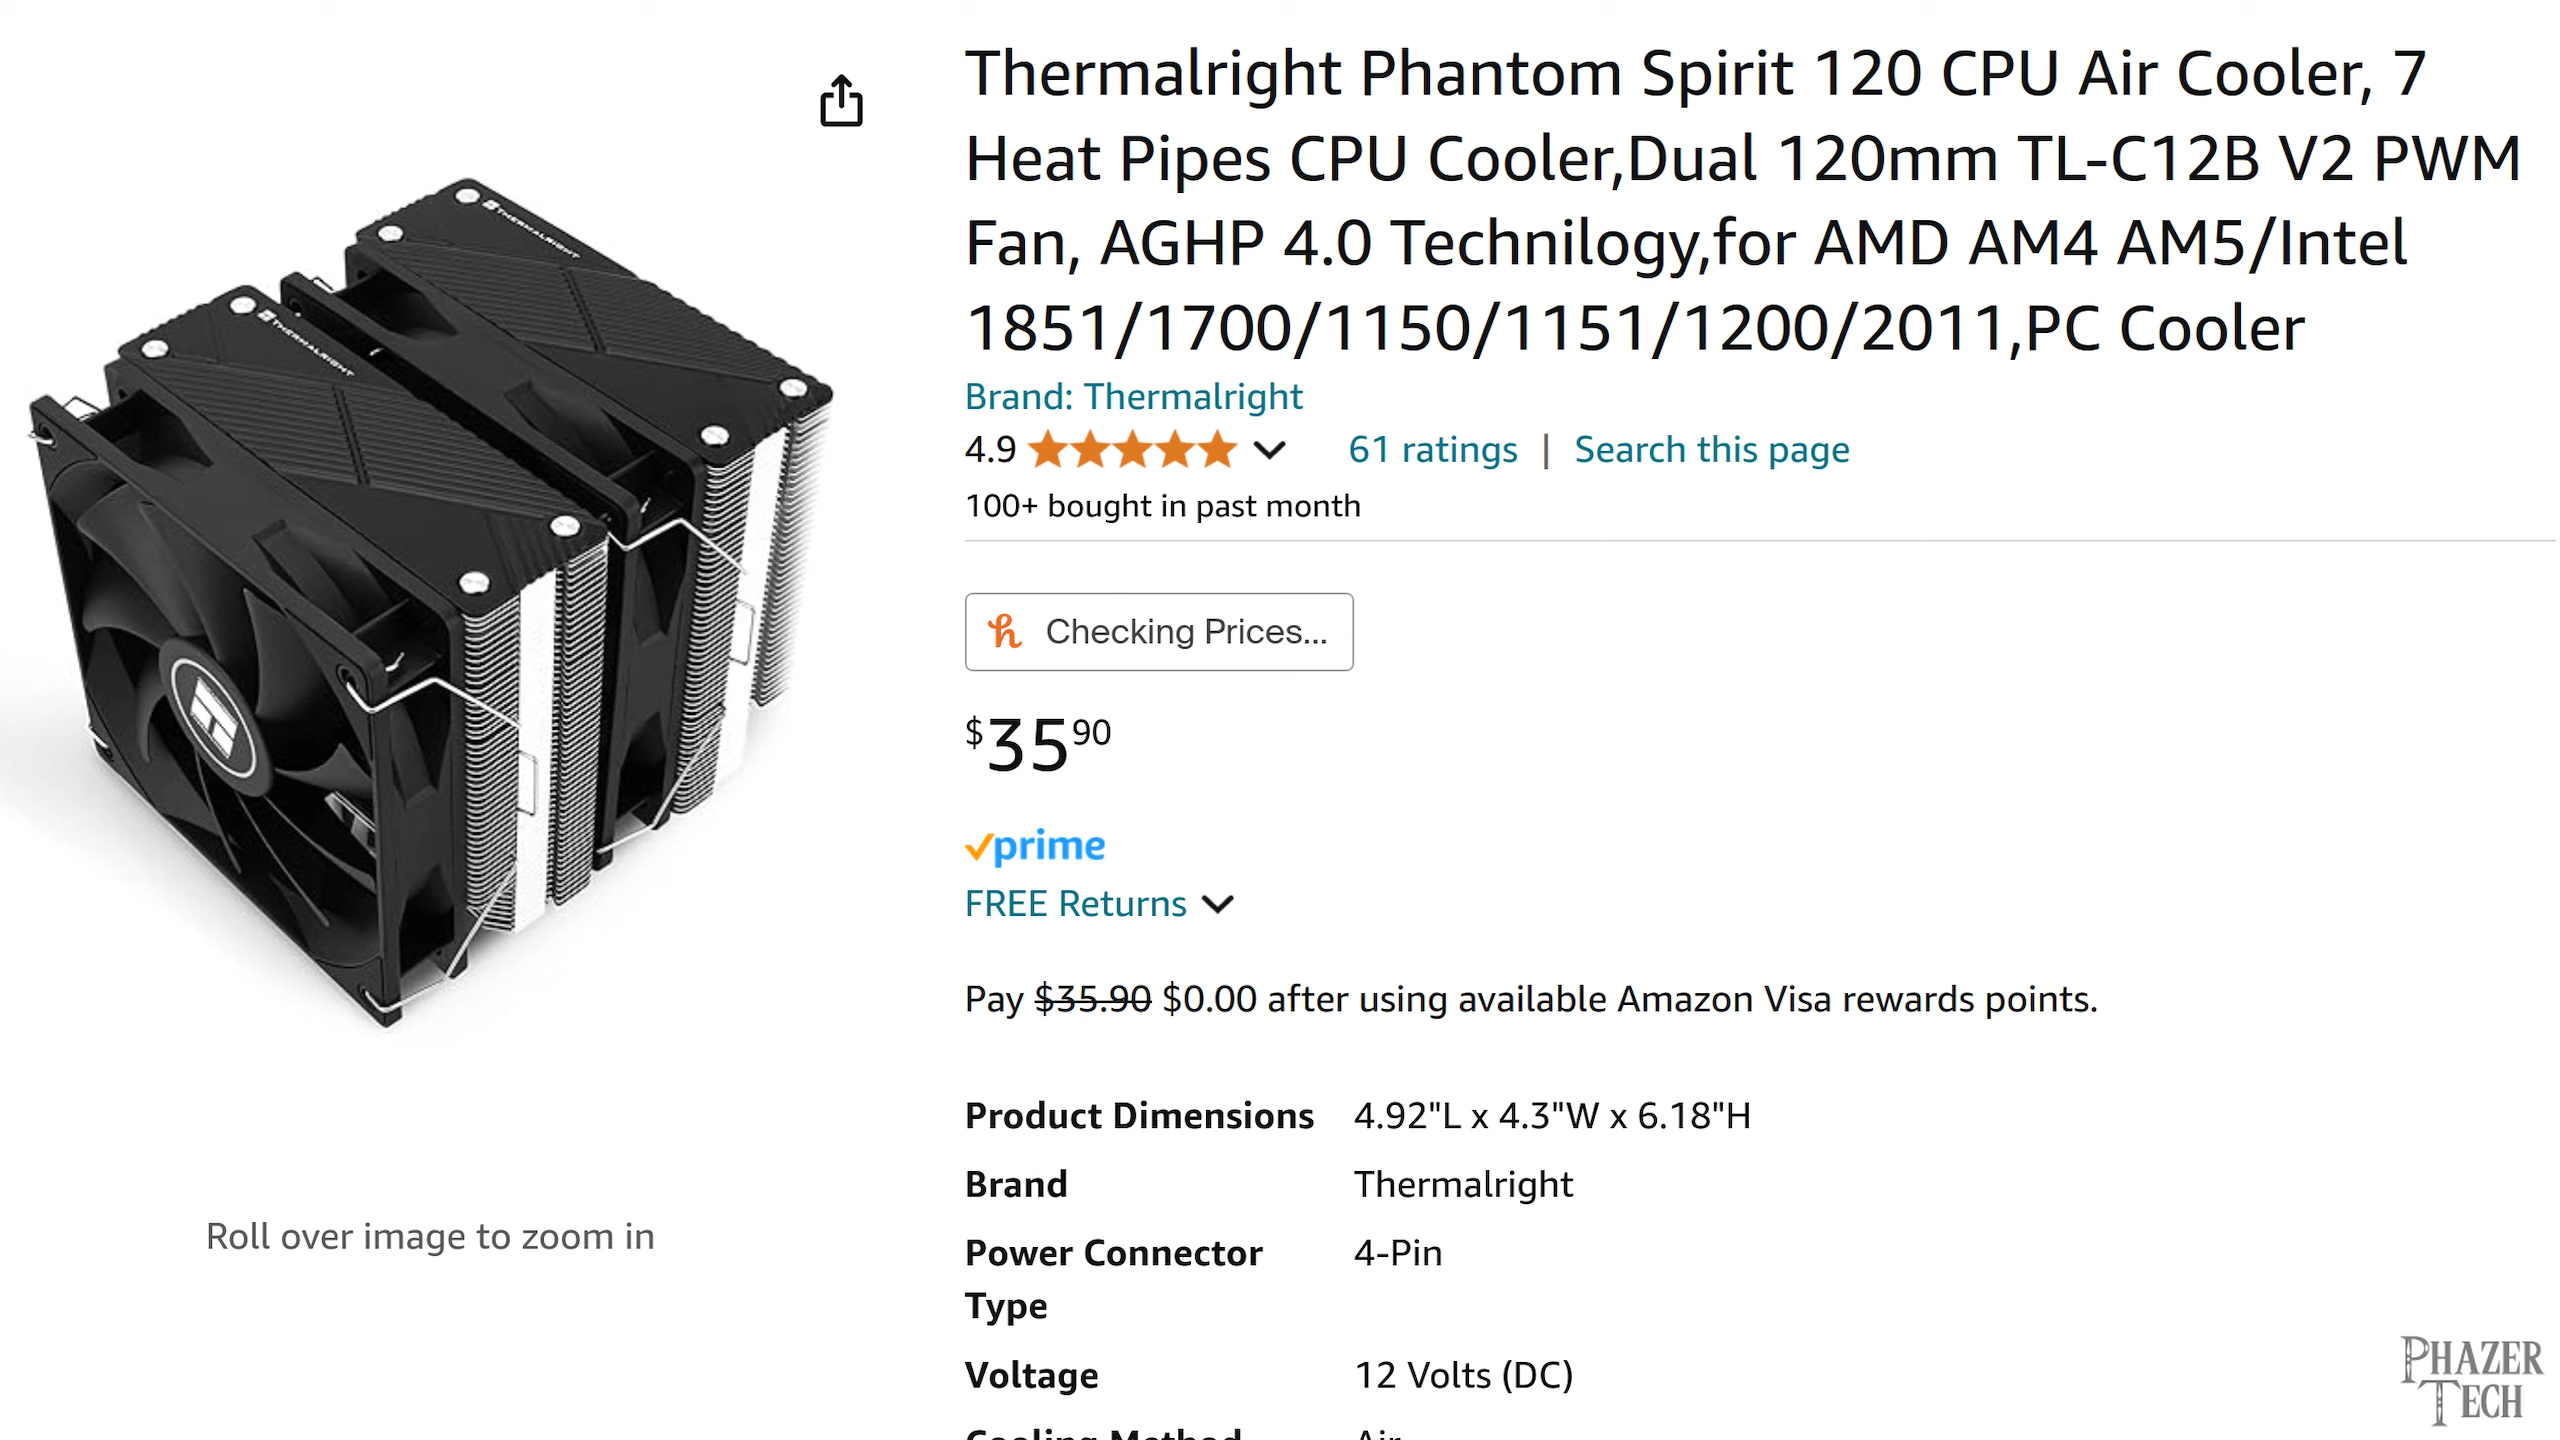 Thermalright Phantom Spirit 120 CPU Air Cooler, 7
Heat Pipes CPU Cooler,Dual 120mm TL-C12B V2 PWM
Fan, AGHP 4.0 Technilogy,for AMD AM4 AM5/Intel
1851/1700/1150/1151/1200/2011,PC Cooler
Brand: Thermalright
4.9
61 ratings | Search this page
100+ bought in past month
THERMALRIGHT
THERMALRIGHT
Checking Prices...
$35 90
prime
FREE Returns
Pay $35.90 $0.00 after using available Amazon Visa rewards points.
Product Dimensions 4.92"L x 4.3"W x 6.18"H
Brand Thermalright
Power Connector 4-Pin
Type
Voltage 12 Volts (DC)
Cooling Method Air
Roll over image to zoom in
PHAZER
TECH